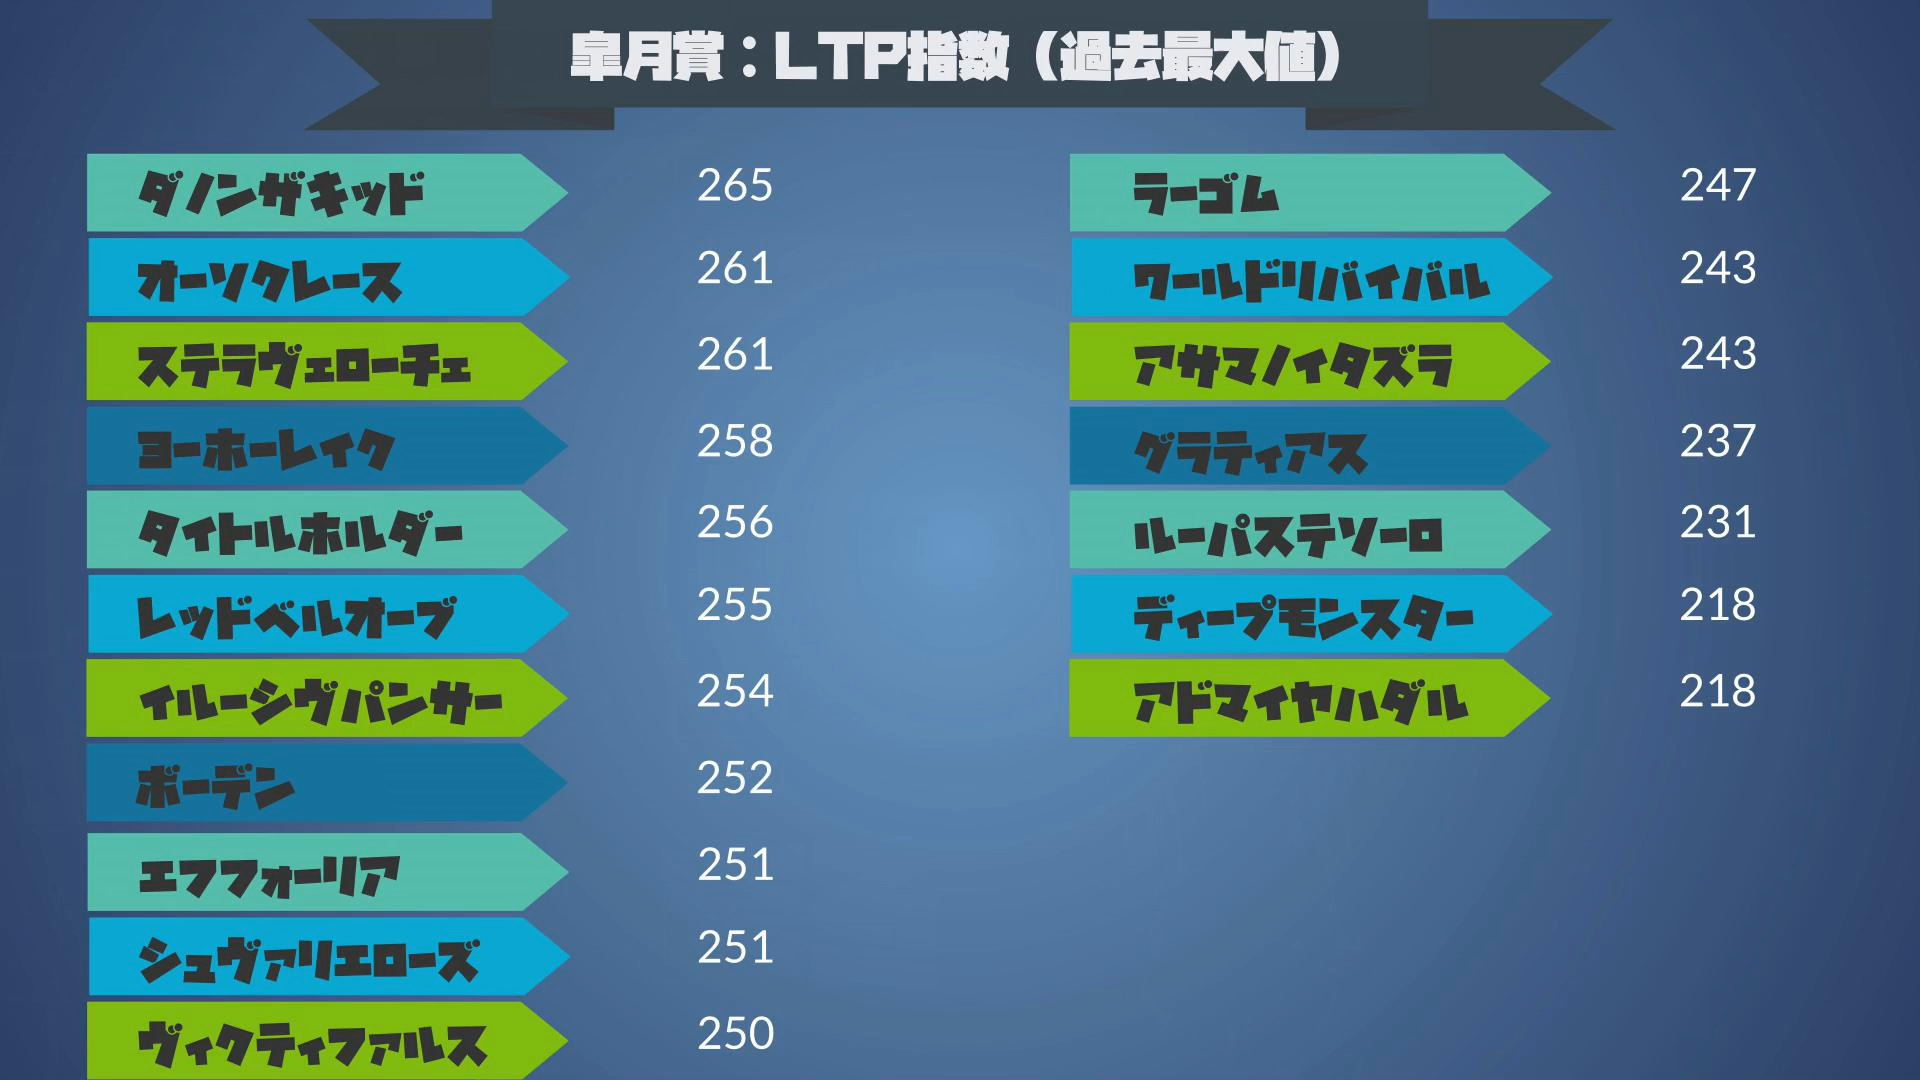 皐月賞：LTP指数（過去最大値）
ダノンザキッド 265
オーソクレース 261
ステラヴェローチェ 261
ヨーホーレイク 258
タイトルホルダー 256
レッドベルオーブ 255
イルーシヴパンサー 254
ボーデン 252
エフフォーリア 251
シュヴァリエローズ 251
ヴィクティファルス 250
ラーゴム 247
ワールドリバイバル 243
アサマノイタズラ 243
グラティアス 237
ルーパステソーロ 231
ディープモンスター 218
アドマイヤハダル 218